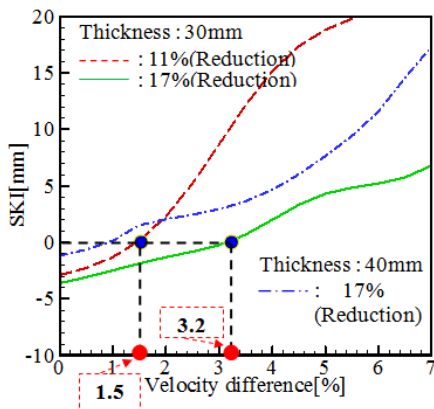 20
15
10
5
0
-5
-10
SKI[mm]
Thickness : 30mm
: 11%(Reduction)
: 17%(Reduction)
Thickness : 40mm
: 17%
(Reduction)
3.2
1.5
0 1 2 3 4 5 6 7
Velocity difference[%]